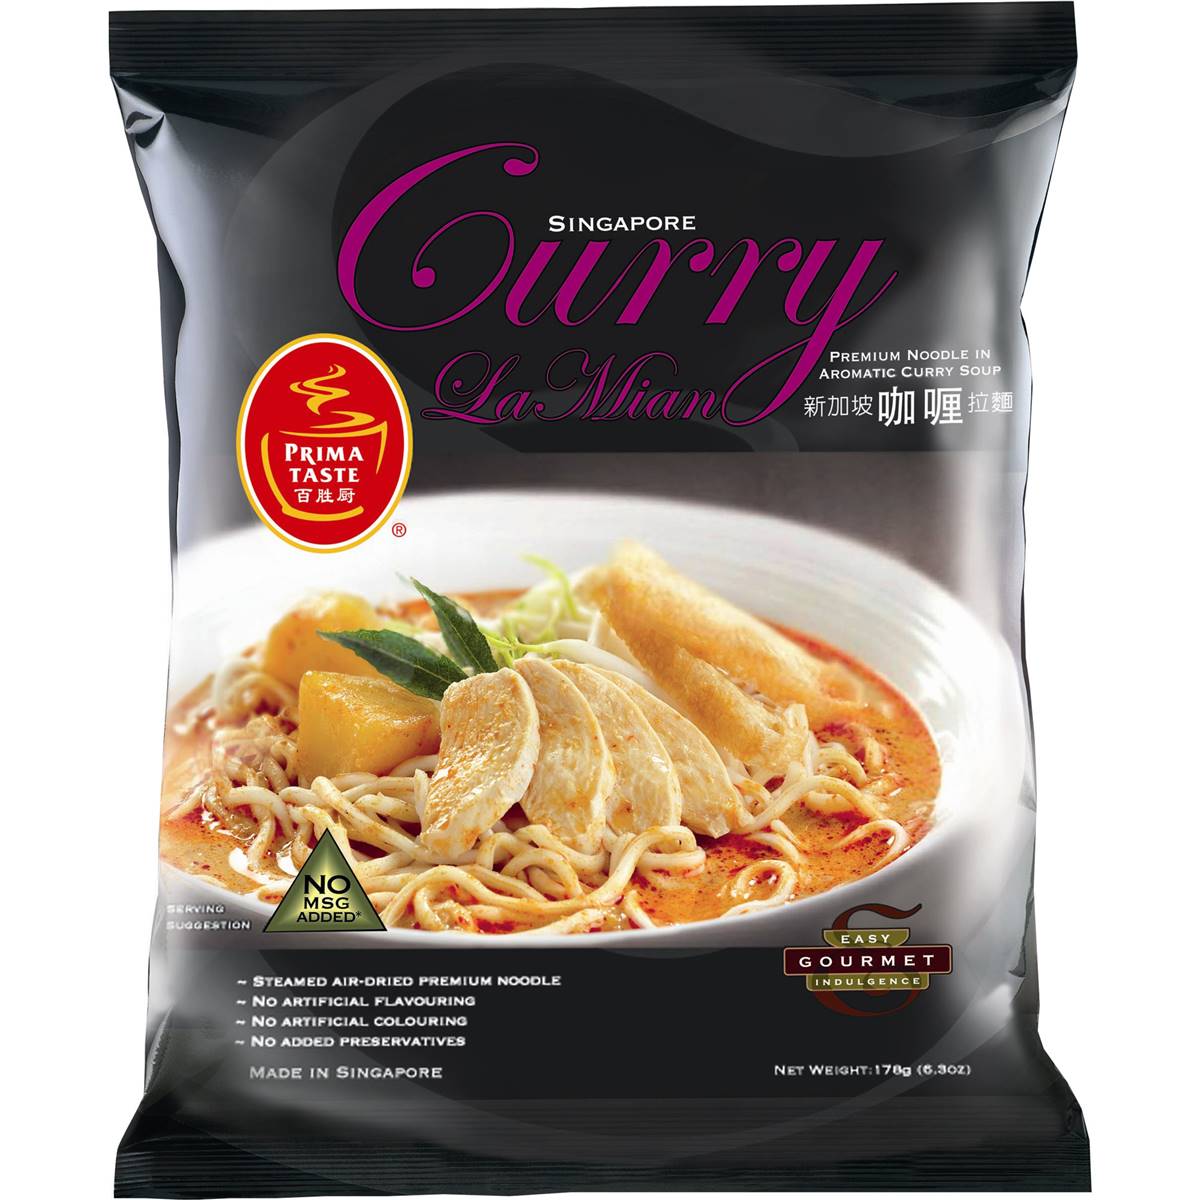 SINGAPORE
Curry
La Mian
PREMIUM NOODLE IN
AROMATIC CURRY SOUP
新加坡咖喱拉麵
PRIMA
TASTE
百胜厨
®
NO
MSG
ADDED*
SERVING
SUGGESTION
EASY
GOURMET
INDULGENCE
~ STEAMED AIR-DRIED PREMIUM NOODLE
~ NO ARTIFICIAL FLAVOURING
~ NO ARTIFICIAL COLOURING
~ NO ADDED PRESERVATIVES
MADE IN SINGAPORE
NET WEIGHT:178g (6.3OZ)